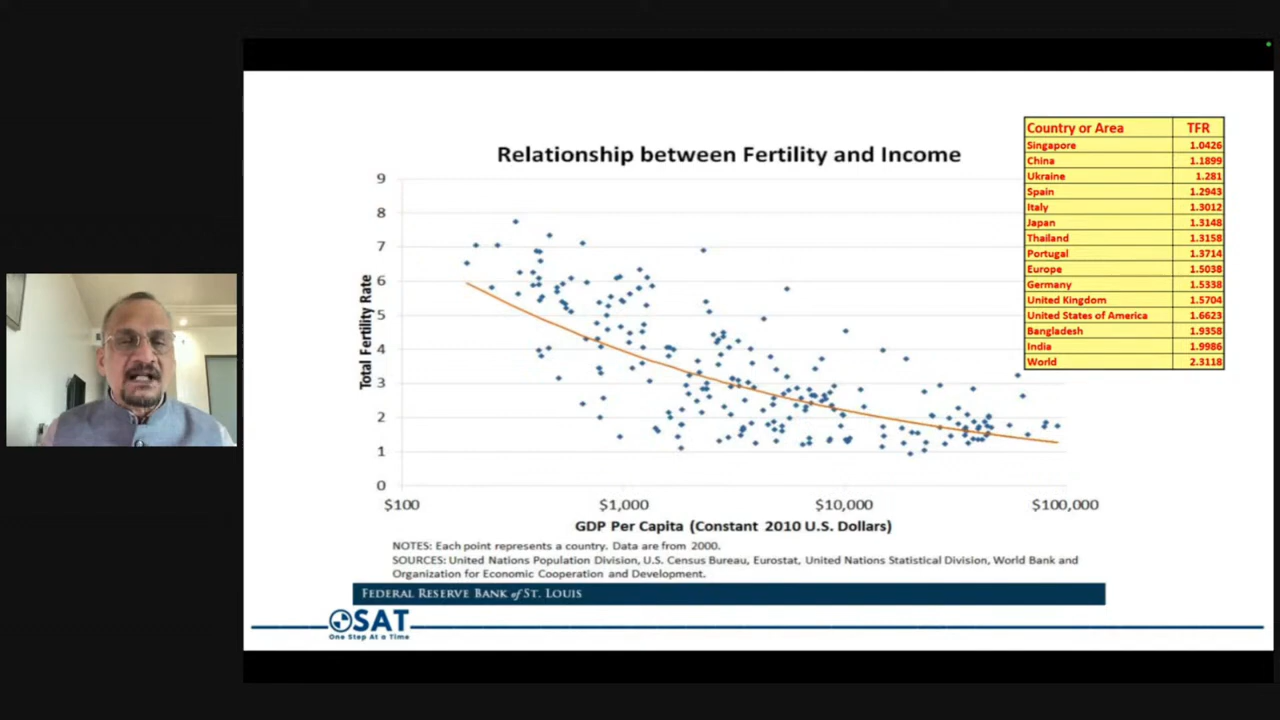 Relationship between Fertility and Income
Country or Area TFR
Singapore 1.0426
China 1.1899
Ukraine 1.281
Spain 1.2943
Italy 1.3012
Japan 1.3148
Thailand 1.3158
Portugal 1.3714
Europe 1.5038
Germany 1.5338
United Kingdom 1.5704
United States of America 1.6623
Bangladesh 1.9358
India 1.9986
World 2.3118
Total Fertility Rate
9
8
7
6
5
4
3
2
1
0
$100 $1,000 $10,000 $100,000
GDP Per Capita (Constant 2010 U.S. Dollars)
NOTES: Each point represents a country. Data are from 2000.
SOURCES: United Nations Population Division, U.S. Census Bureau, Eurostat, United Nations Statistical Division, World Bank and
Organization for Economic Cooperation and Development.
FEDERAL RESERVE BANK of ST. LOUIS
OSAT
One Step At a Time